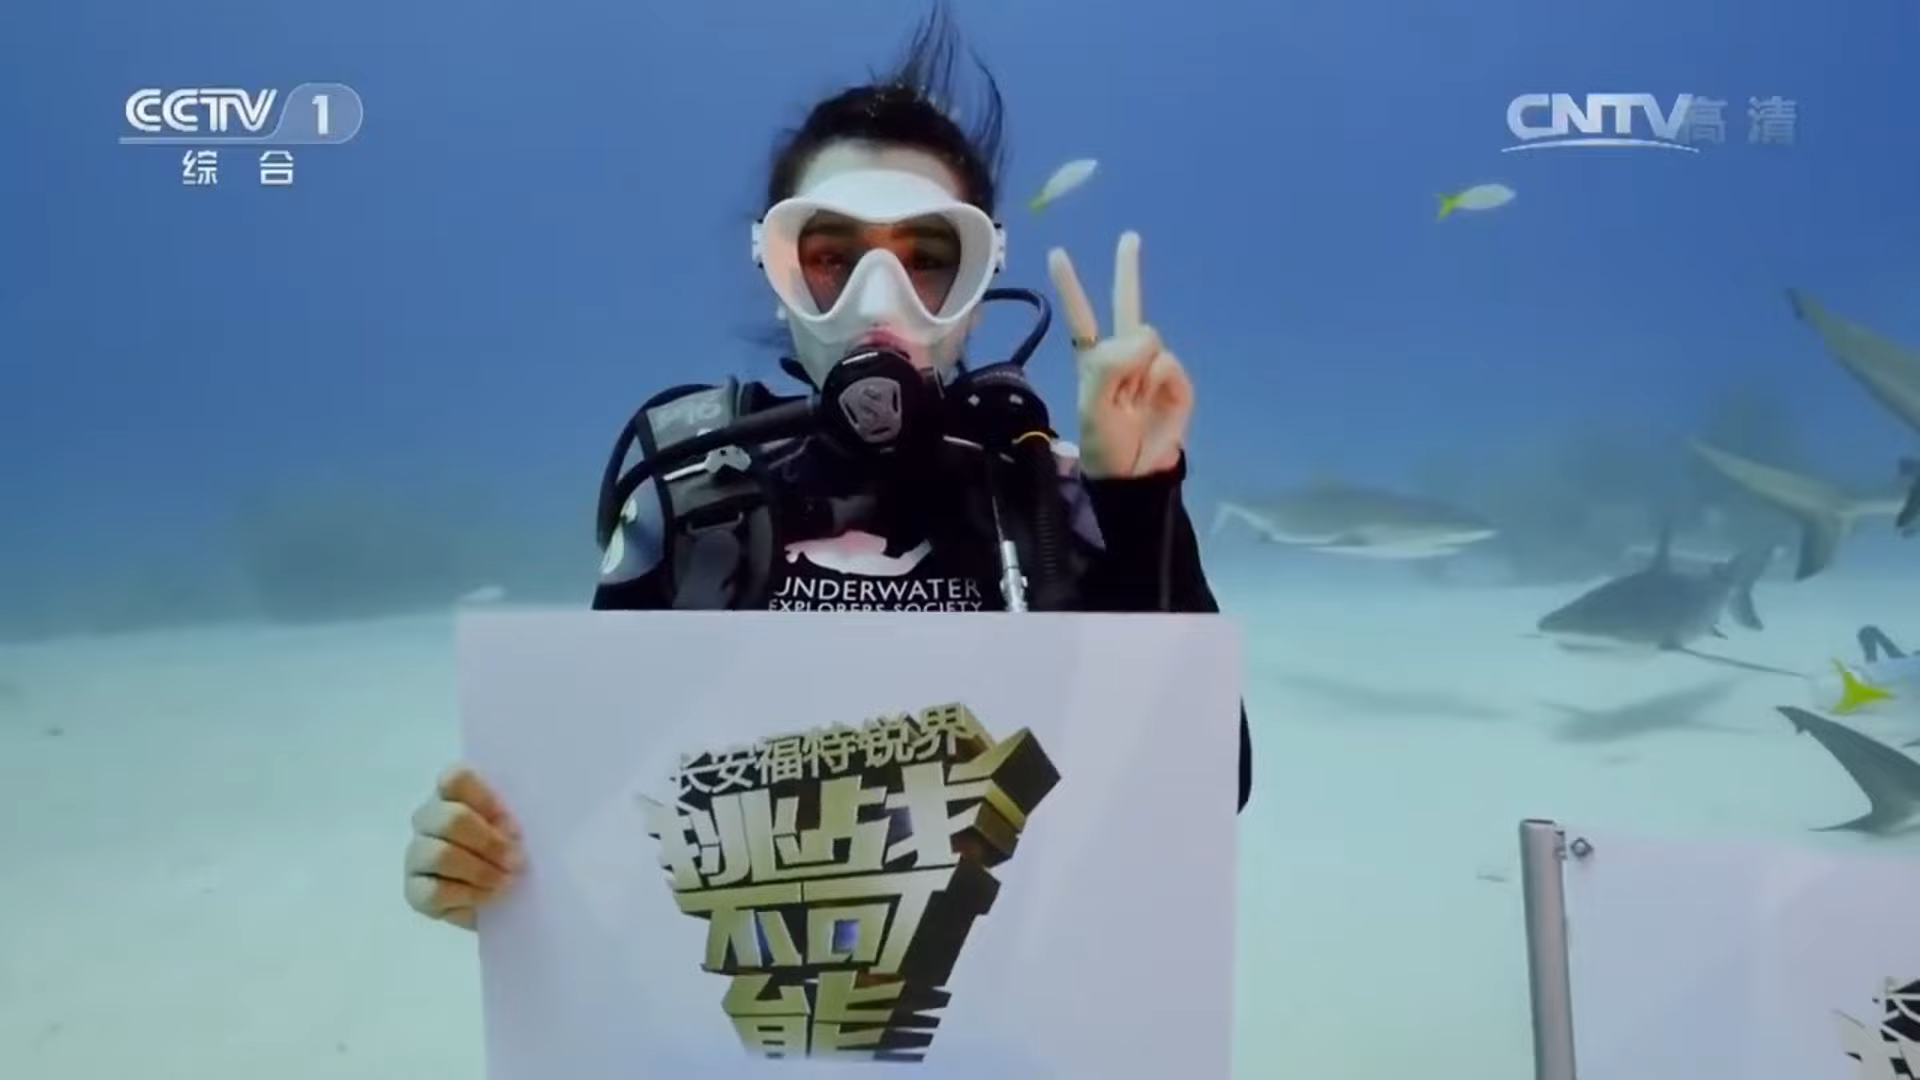 CCTV 1
综合
CNTV高清
UNDERWATER
EXPLORERS SOCIETY
长安福特锐界
挑战
不可
能
长